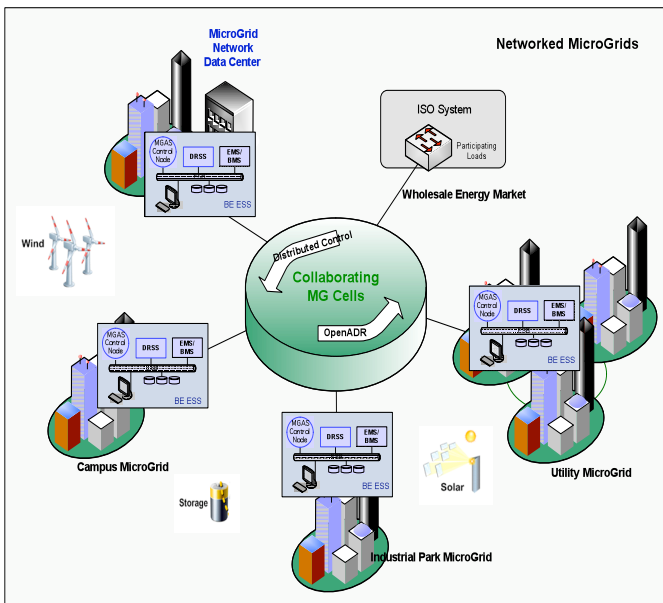 MicroGrid
Network
Data Center
Networked MicroGrids
ISO System
Participating
Loads
Wholesale Energy Market
MGAS
Control
Node
DRSS
EMS/
BMS
BE ESS
Wind
Distributed Control
Collaborating
MG Cells
OpenADR
MGAS
Control
Node
DRSS
EMS/
BMS
BE ESS
MGAS
Control
Node
DRSS
EMS/
BMS
BE ESS
Campus MicroGrid
MGAS
Control
Node
DRSS
EMS/
BMS
BE ESS
Solar
Utility MicroGrid
Storage
Industrial Park MicroGrid